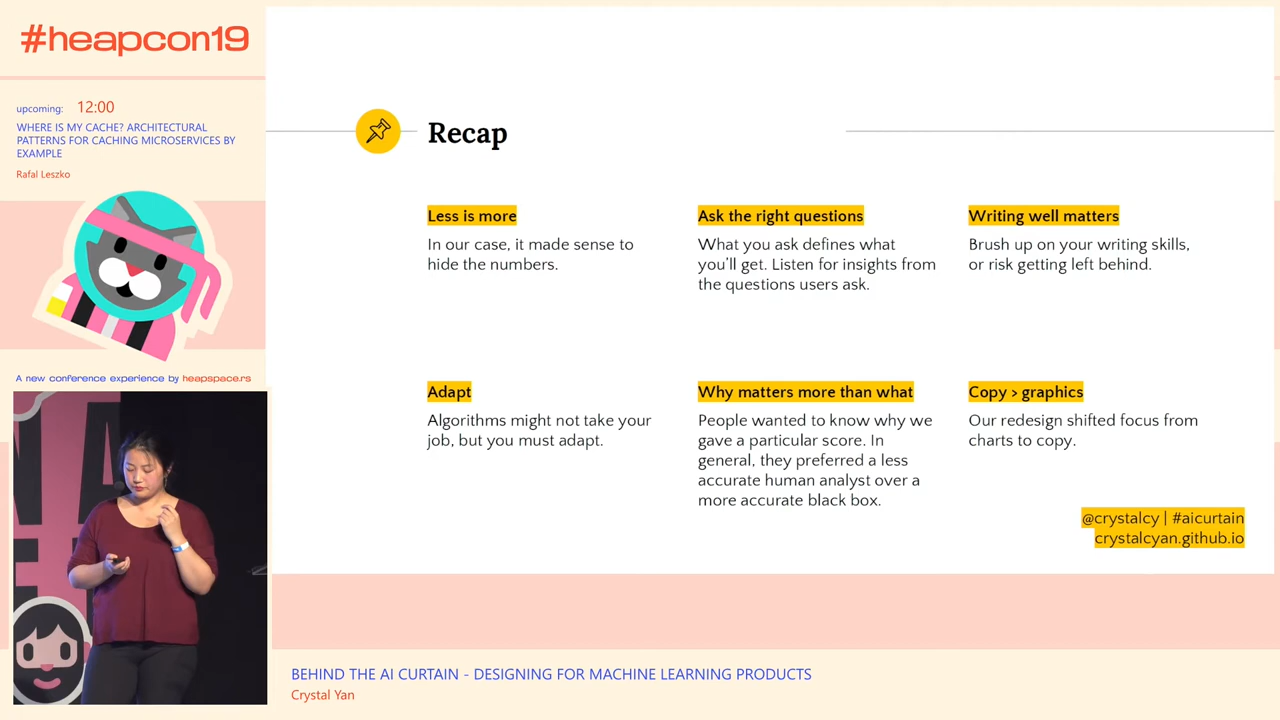 #heapcon19
upcoming: 12:00
WHERE IS MY CACHE? ARCHITECTURAL
PATTERNS FOR CACHING MICROSERVICES BY
EXAMPLE
Rafal Leszko
A new conference experience by heapspace.rs
Recap
Less is more
In our case, it made sense to
hide the numbers.
Ask the right questions
What you ask defines what
you'll get. Listen for insights from
the questions users ask.
Writing well matters
Brush up on your writing skills,
or risk getting left behind.
Adapt
Algorithms might not take your
job, but you must adapt.
Why matters more than what
People wanted to know why we
gave a particular score. In
general, they preferred a less
accurate human analyst over a
more accurate black box.
Copy > graphics
Our redesign shifted focus from
charts to copy.
@crystalcy | #aicurtain
crystalcyan.github.io
BEHIND THE AI CURTAIN - DESIGNING FOR MACHINE LEARNING PRODUCTS
Crystal Yan